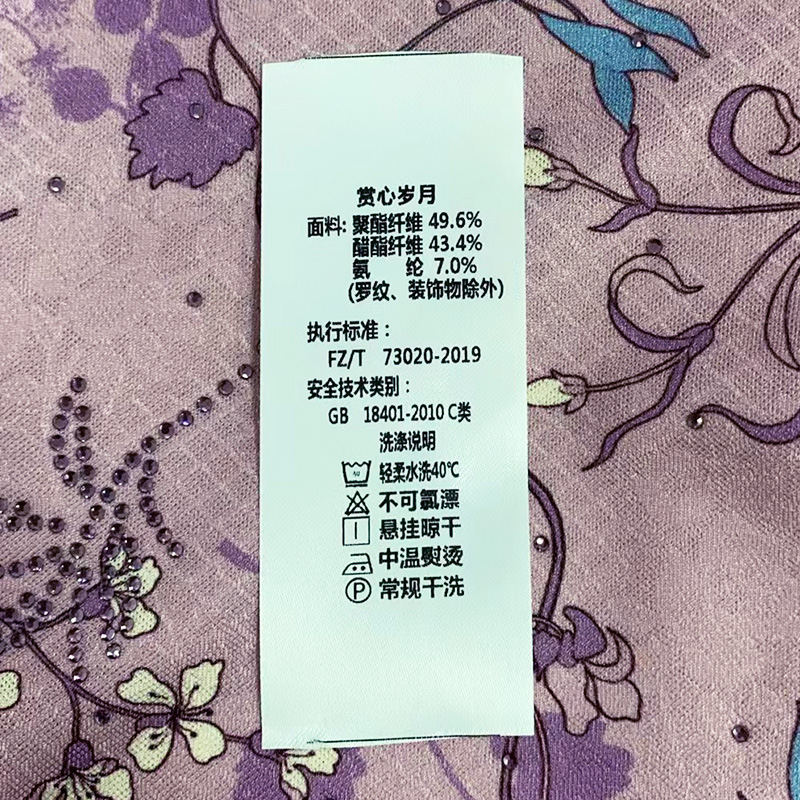 赏心岁月
面料: 聚酯纤维 49.6%
醋酯纤维 43.4%
氨 纶 7.0%
(罗纹、装饰物除外)
执行标准：
FZ/T 73020-2019
安全技术类别：
GB 18401-2010 C类
洗涤说明
轻柔水洗40℃
不可氯漂
悬挂晾干
中温熨烫
P 常规干洗